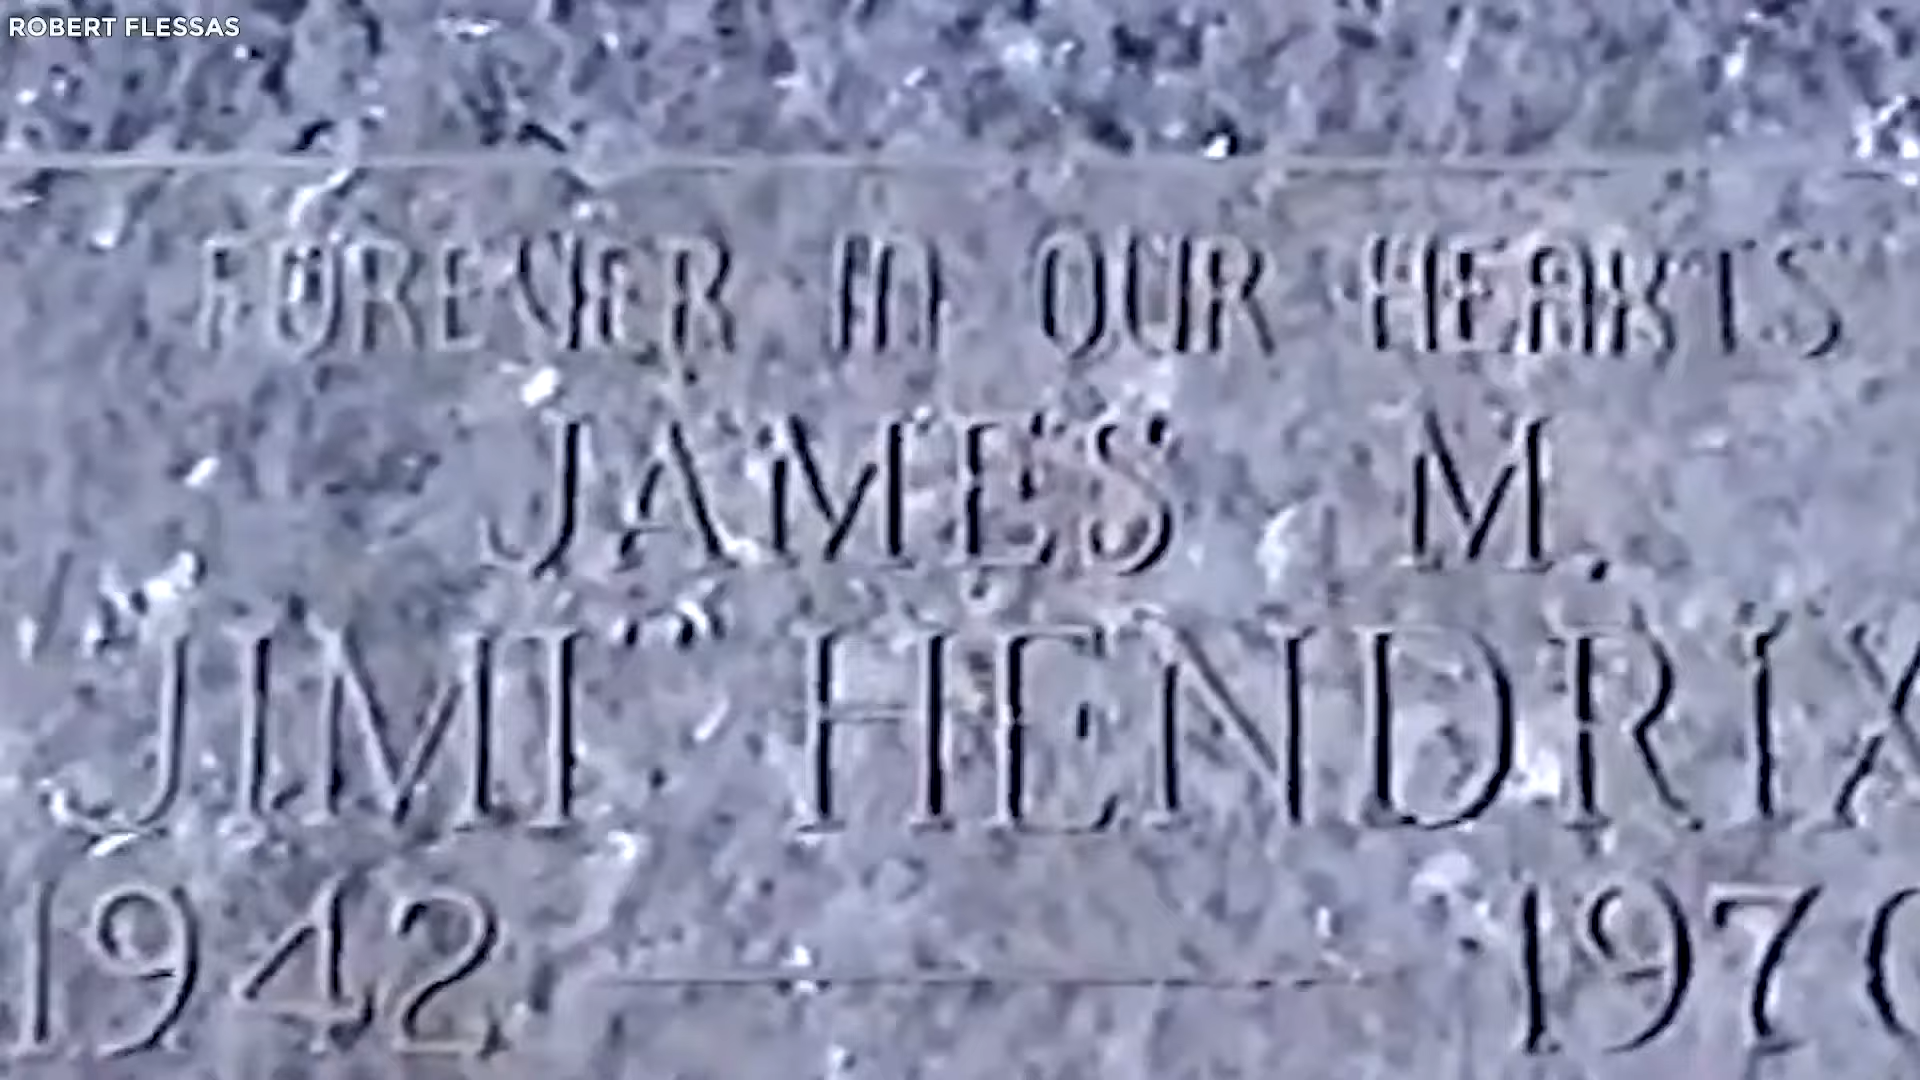 ROBERT FLESSAS
FOREVER IN OUR HEARTS
JAMES M.
"JIMI" HENDRIX
1942 1970